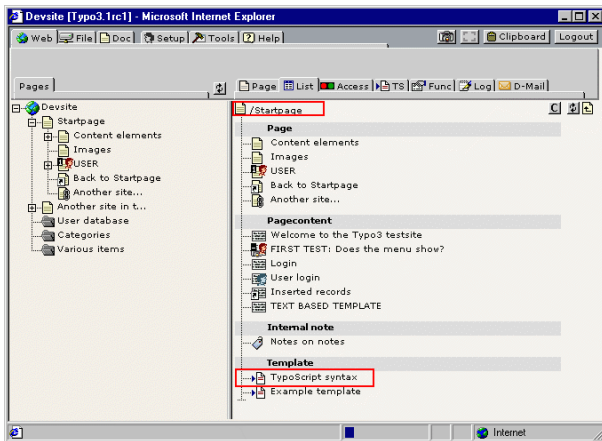 Devsite [Typo3.1rc1] - Microsoft Internet Explorer
Web File Doc Setup Tools Help Clipboard Logout
Pages Page List Access TS Func Log D-Mail
Devsite
Startpage
Content elements
Images
USER
Back to Startpage
Another site...
Another site in t...
User database
Categories
Various items
/Startpage C
Page
Content elements
Images
USER
Back to Startpage
Another site...
Pagecontent
Welcome to the Typo3 testsite
FIRST TEST: Does the menu show?
Login
User login
Inserted records
TEXT BASED TEMPLATE
Internal note
Notes on notes
Template
TypoScript syntax
Example template
Internet